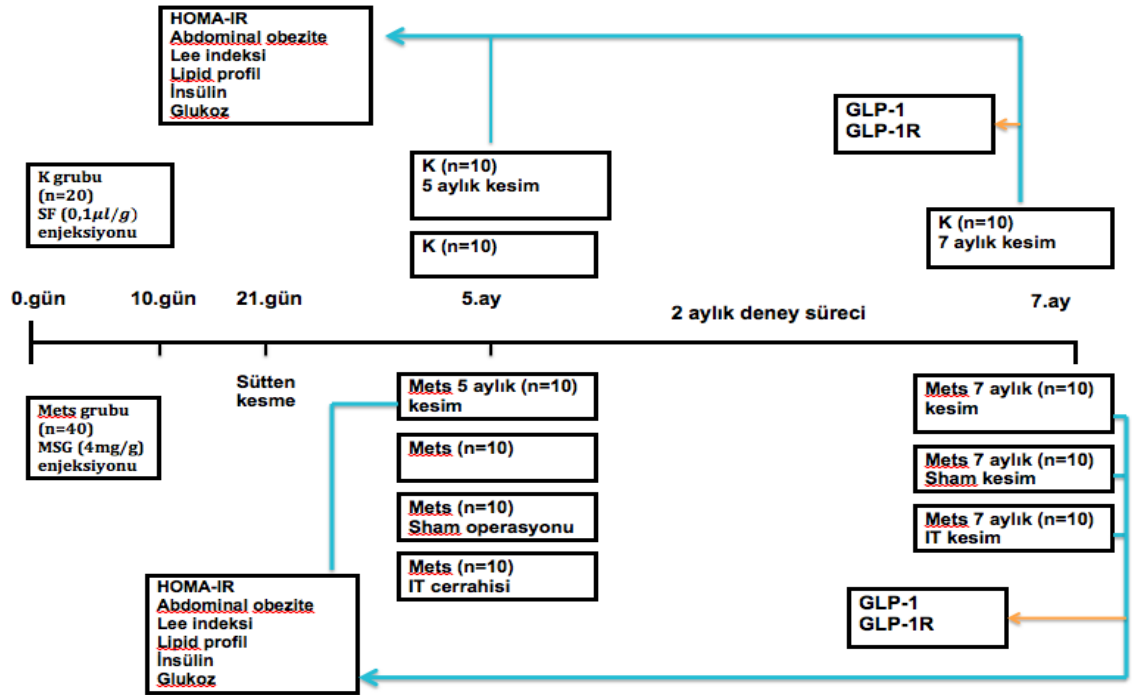 HOMA-IR
Abdominal obezite
Lee indeksi
Lipid profil
İnsülin
Glukoz
GLP-1
GLP-1R
K grubu
(n=20)
SF (0,1µl/g)
enjeksiyonu
K (n=10)
5 aylık kesim
K (n=10)
K (n=10)
7 aylık kesim
0.gün
10.gün
21.gün
5.ay
7.ay
2 aylık deney süreci
Sütten
kesme
Mets grubu
(n=40)
MSG (4mg/g)
enjeksiyonu
Mets 5 aylık (n=10)
kesim
Mets (n=10)
Mets (n=10)
Sham operasyonu
Mets (n=10)
IT cerrahisi
Mets 7 aylık (n=10)
kesim
Mets 7 aylık (n=10)
Sham kesim
Mets 7 aylık (n=10)
IT kesim
HOMA-IR
Abdominal obezite
Lee indeksi
Lipid profil
İnsülin
Glukoz
GLP-1
GLP-1R